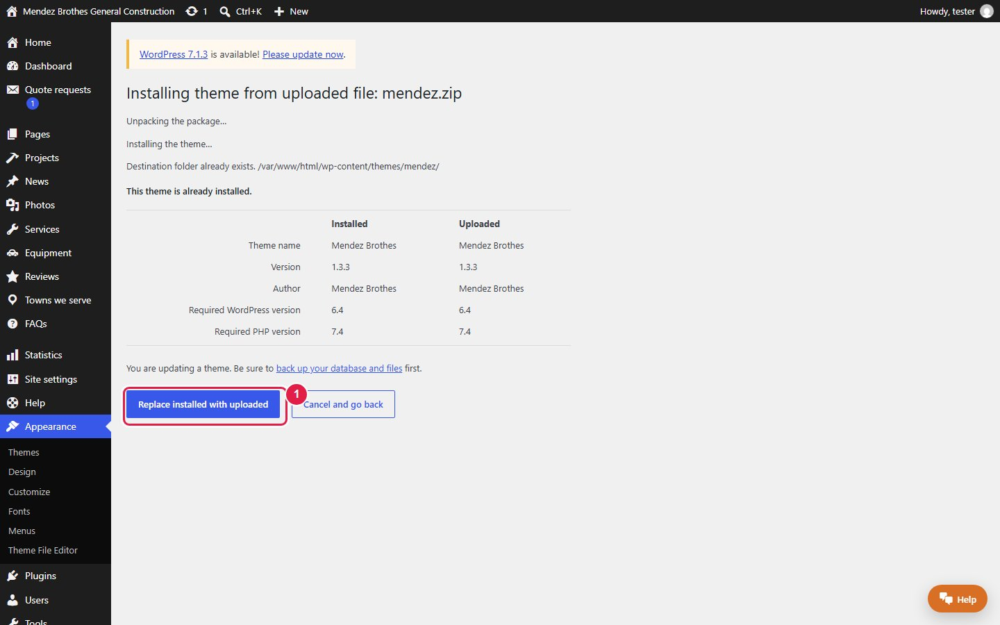 Mendez Brothes General Construction 1 Ctrl+K New Howdy, tester
Home
Dashboard
Quote requests
1
Pages
Projects
News
Photos
Services
Equipment
Reviews
Towns we serve
FAQs
Statistics
Site settings
Help
Appearance
Themes
Design
Customize
Fonts
Menus
Theme File Editor
Plugins
Users
Tools
WordPress 7.1.3 is available! Please update now.
Installing theme from uploaded file: mendez.zip
Unpacking the package…
Installing the theme…
Destination folder already exists. /var/www/html/wp-content/themes/mendez/
This theme is already installed.
Installed Uploaded
Theme name Mendez Brothes Mendez Brothes
Version 1.3.3 1.3.3
Author Mendez Brothes Mendez Brothes
Required WordPress version 6.4 6.4
Required PHP version 7.4 7.4
You are updating a theme. Be sure to back up your database and files first.
Replace installed with uploaded 1 Cancel and go back
Help